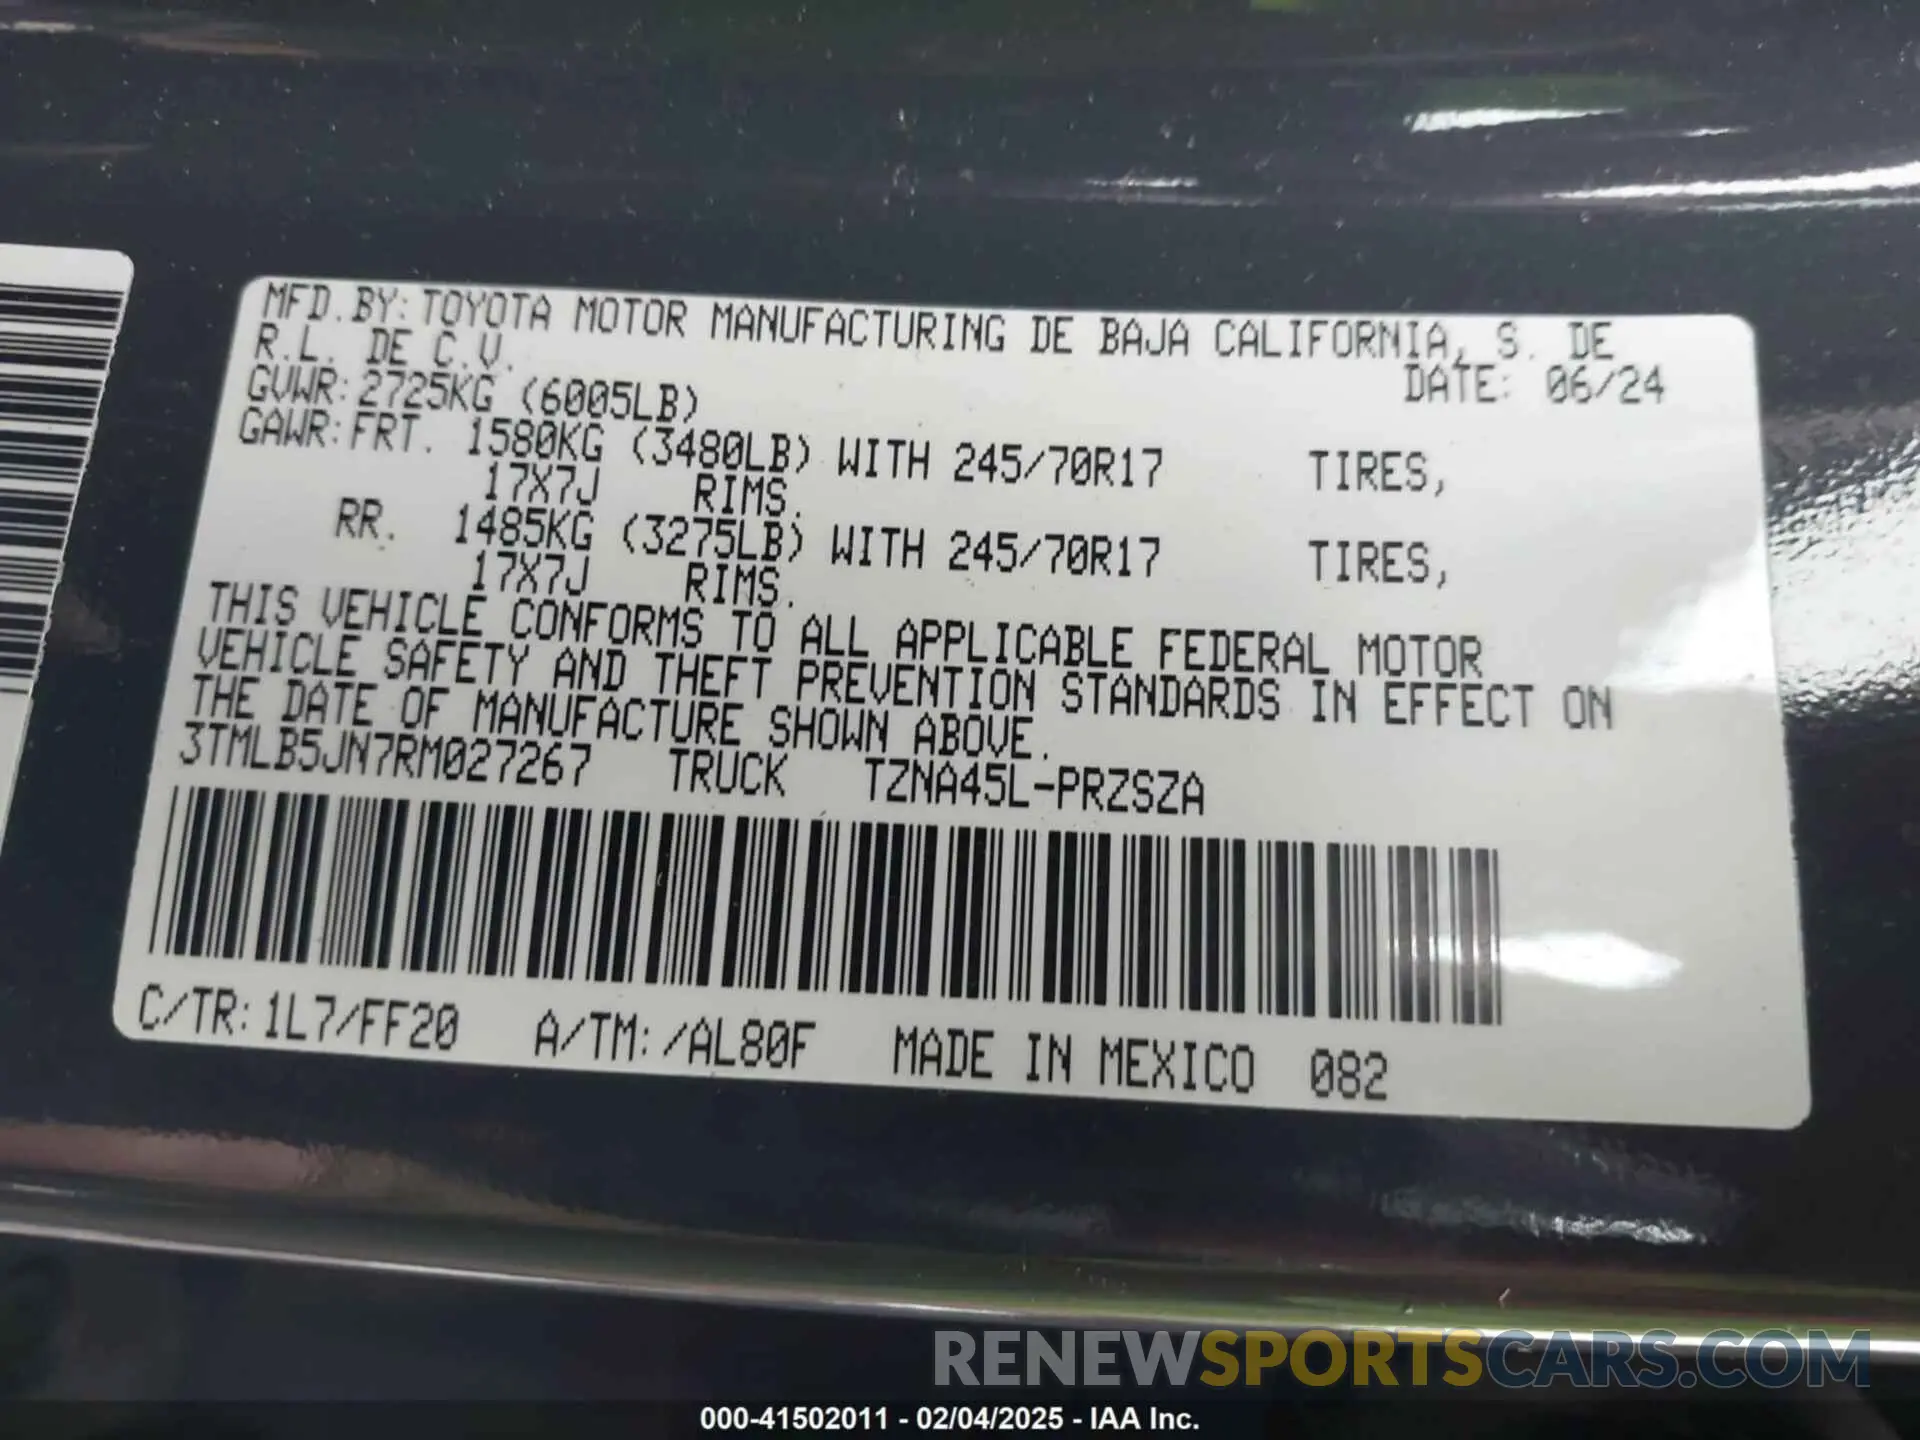 MFD.BY:TOYOTA MOTOR MANUFACTURING DE BAJA CALIFORNIA, S. DE
R.L. DE C.V.
DATE: 06/24
GVWR:2725KG (6005LB)
GAWR:FRT. 1580KG (3480LB) WITH 245/70R17 TIRES,
17X7J RIMS.
RR. 1485KG (3275LB) WITH 245/70R17 TIRES,
17X7J RIMS.
THIS VEHICLE CONFORMS TO ALL APPLICABLE FEDERAL MOTOR
VEHICLE SAFETY AND THEFT PREVENTION STANDARDS IN EFFECT ON
THE DATE OF MANUFACTURE SHOWN ABOVE.
3TMLB5JN7RM027267 TRUCK TZNA45L-PRZSZA
C/TR:1L7/FF20 A/TM:/AL80F MADE IN MEXICO 082
RENEWSPORTSCARS.COM
000-41502011 - 02/04/2025 - IAA Inc.